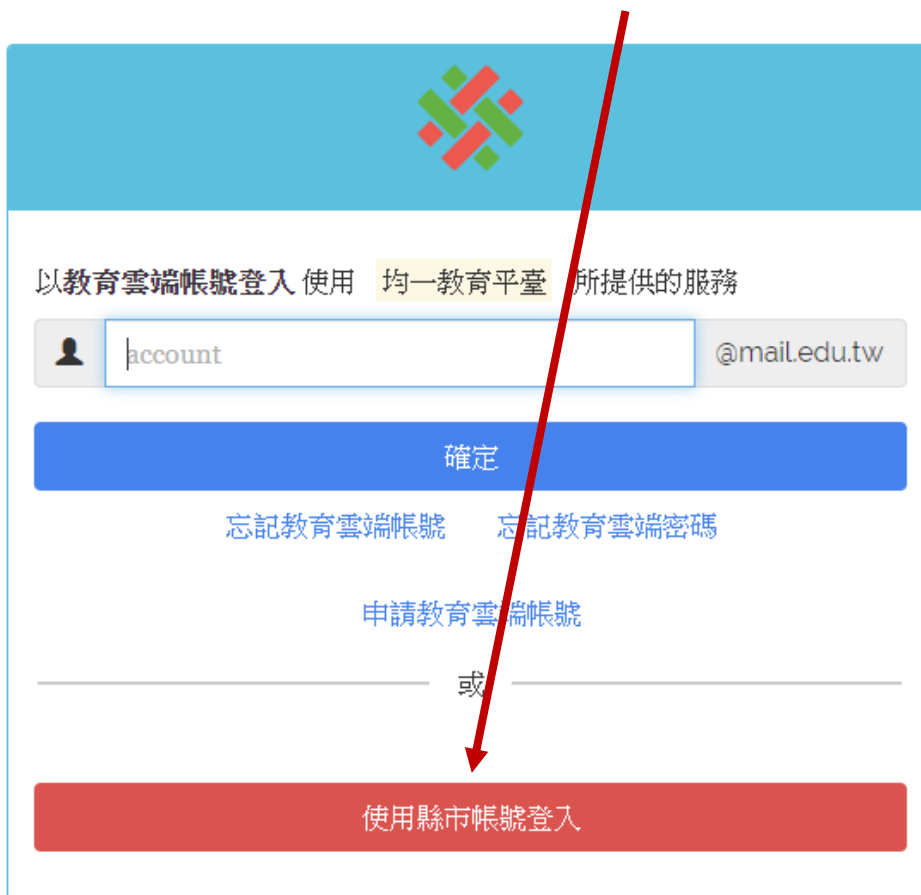 以教育雲端帳號登入 使用 均一教育平臺 所提供的服務
account @mail.edu.tw
確定
忘記教育雲端帳號 忘記教育雲端密碼
申請教育雲端帳號
或
使用縣市帳號登入